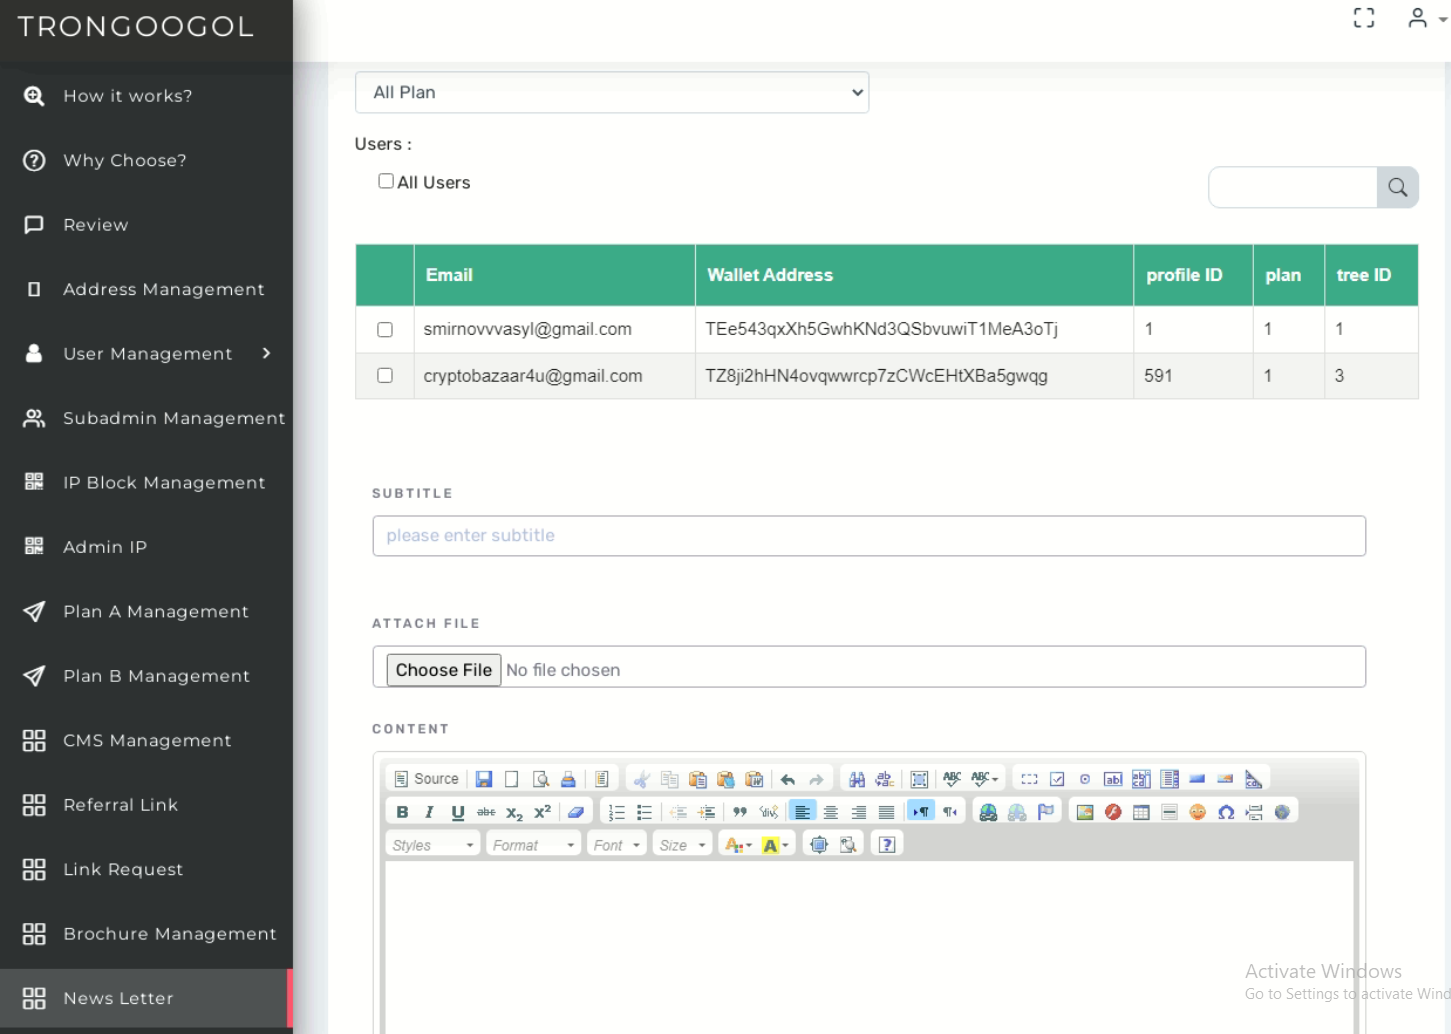 TRONGOOGOL
How it works?
Why Choose?
Review
Address Management
User Management
Subadmin Management
IP Block Management
Admin IP
Plan A Management
Plan B Management
CMS Management
Referral Link
Link Request
Brochure Management
News Letter
All Plan
Users :
All Users
Email Wallet Address profile ID plan tree ID
smirnovvvasyl@gmail.com TEe543qxXh5GwhKNd3QSbvuwiT1MeA3oTj 1 1 1
cryptobazaar4u@gmail.com TZ8ji2hHN4ovqwwrcp7zCWcEHtXBa5gwqg 591 1 3
SUBTITLE
please enter subtitle
ATTACH FILE
Choose File No file chosen
CONTENT
Source
Styles Format Font Size
Activate Windows
Go to Settings to activate Wind